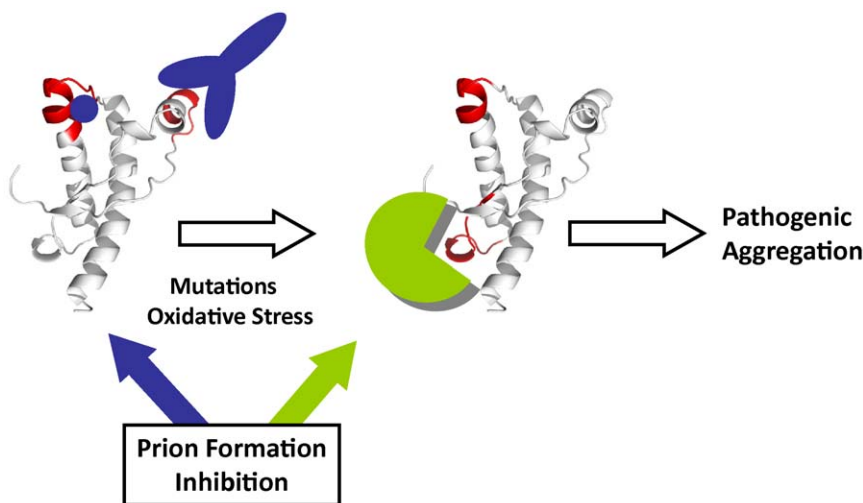 Mutations
Oxidative Stress
Pathogenic
Aggregation
Prion Formation
Inhibition